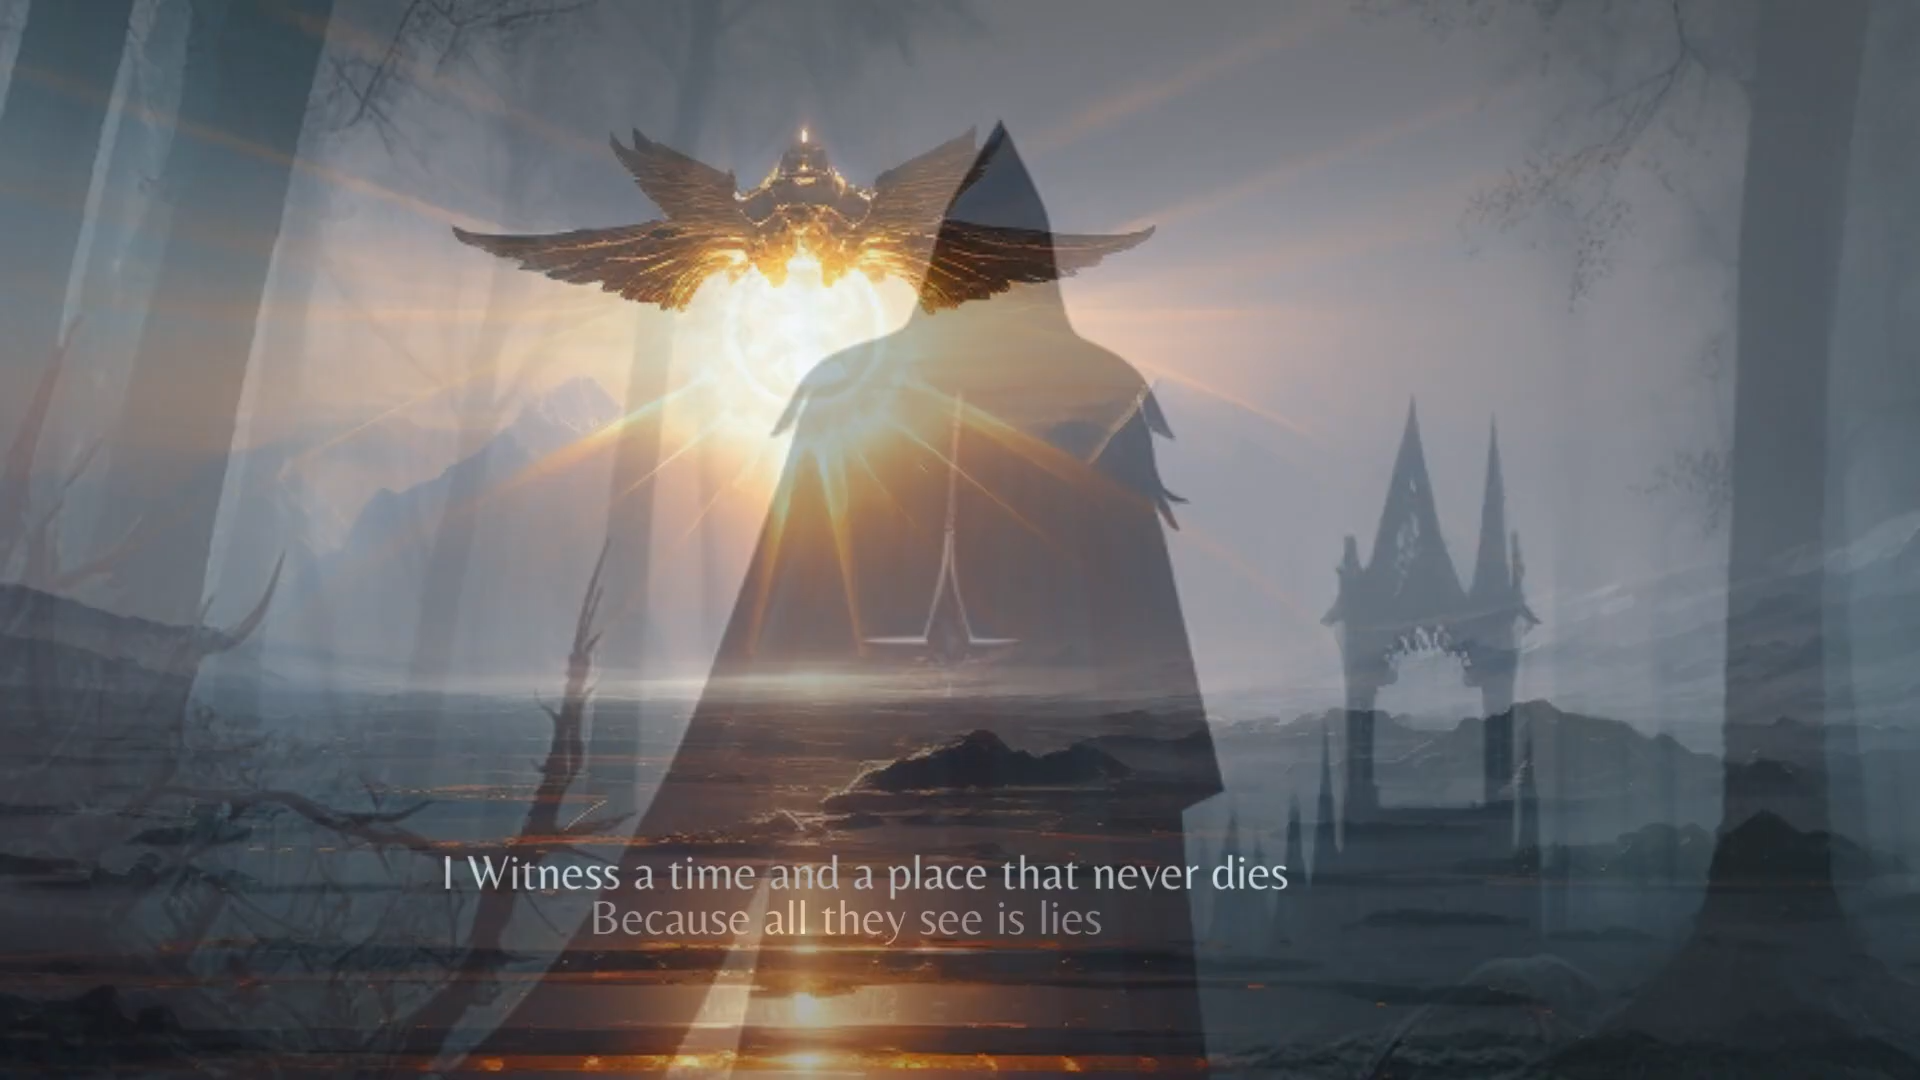 I Witness a time and a place that never dies
Because all they see is lies